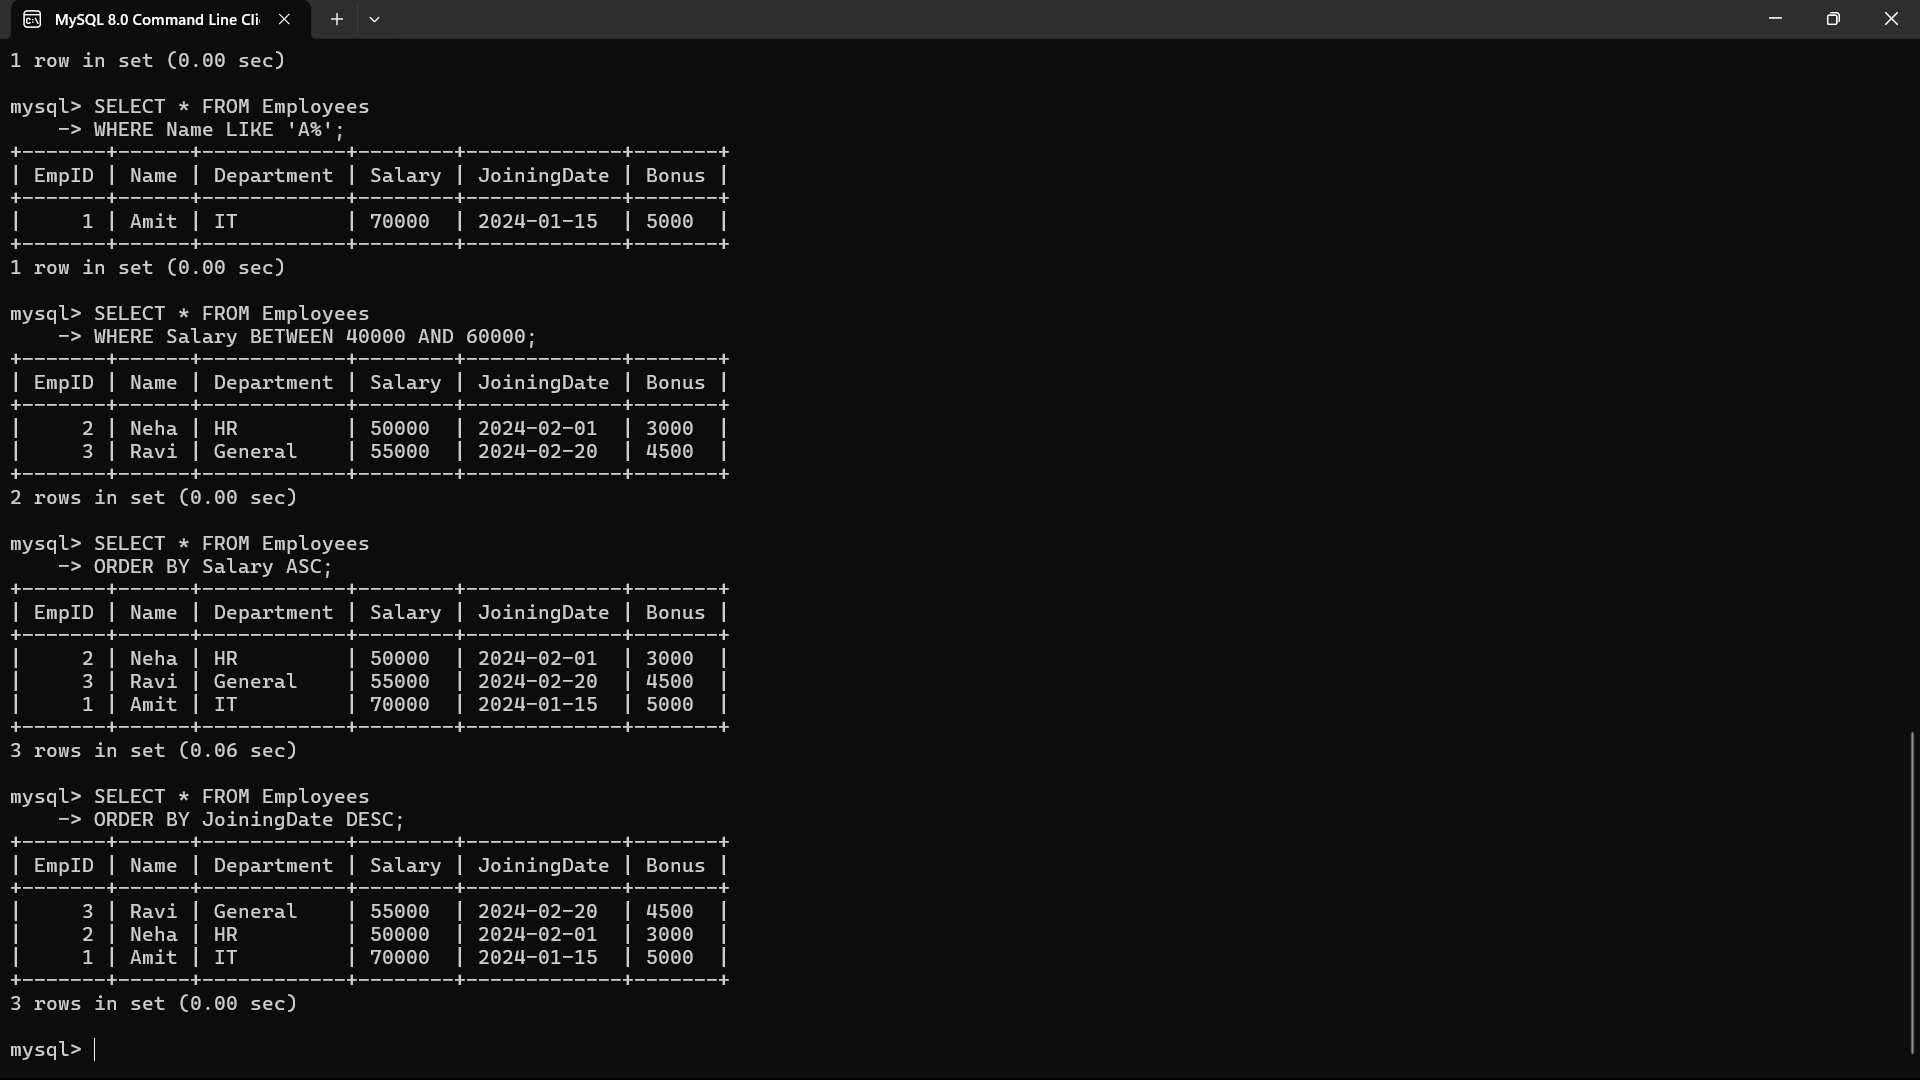 MySQL 8.0 Command Line Cli
1 row in set (0.00 sec)
mysql> SELECT * FROM Employees
    -> WHERE Name LIKE 'A%';
+-------+------+------------+--------+-------------+-------+
| EmpID | Name | Department | Salary | JoiningDate | Bonus |
+-------+------+------------+--------+-------------+-------+
|     1 | Amit | IT         | 70000  | 2024-01-15  | 5000  |
+-------+------+------------+--------+-------------+-------+
1 row in set (0.00 sec)
mysql> SELECT * FROM Employees
    -> WHERE Salary BETWEEN 40000 AND 60000;
+-------+------+------------+--------+-------------+-------+
| EmpID | Name | Department | Salary | JoiningDate | Bonus |
+-------+------+------------+--------+-------------+-------+
|     2 | Neha | HR         | 50000  | 2024-02-01  | 3000  |
|     3 | Ravi | General    | 55000  | 2024-02-20  | 4500  |
+-------+------+------------+--------+-------------+-------+
2 rows in set (0.00 sec)
mysql> SELECT * FROM Employees
    -> ORDER BY Salary ASC;
+-------+------+------------+--------+-------------+-------+
| EmpID | Name | Department | Salary | JoiningDate | Bonus |
+-------+------+------------+--------+-------------+-------+
|     2 | Neha | HR         | 50000  | 2024-02-01  | 3000  |
|     3 | Ravi | General    | 55000  | 2024-02-20  | 4500  |
|     1 | Amit | IT         | 70000  | 2024-01-15  | 5000  |
+-------+------+------------+--------+-------------+-------+
3 rows in set (0.06 sec)
mysql> SELECT * FROM Employees
    -> ORDER BY JoiningDate DESC;
+-------+------+------------+--------+-------------+-------+
| EmpID | Name | Department | Salary | JoiningDate | Bonus |
+-------+------+------------+--------+-------------+-------+
|     3 | Ravi | General    | 55000  | 2024-02-20  | 4500  |
|     2 | Neha | HR         | 50000  | 2024-02-01  | 3000  |
|     1 | Amit | IT         | 70000  | 2024-01-15  | 5000  |
+-------+------+------------+--------+-------------+-------+
3 rows in set (0.00 sec)
mysql>